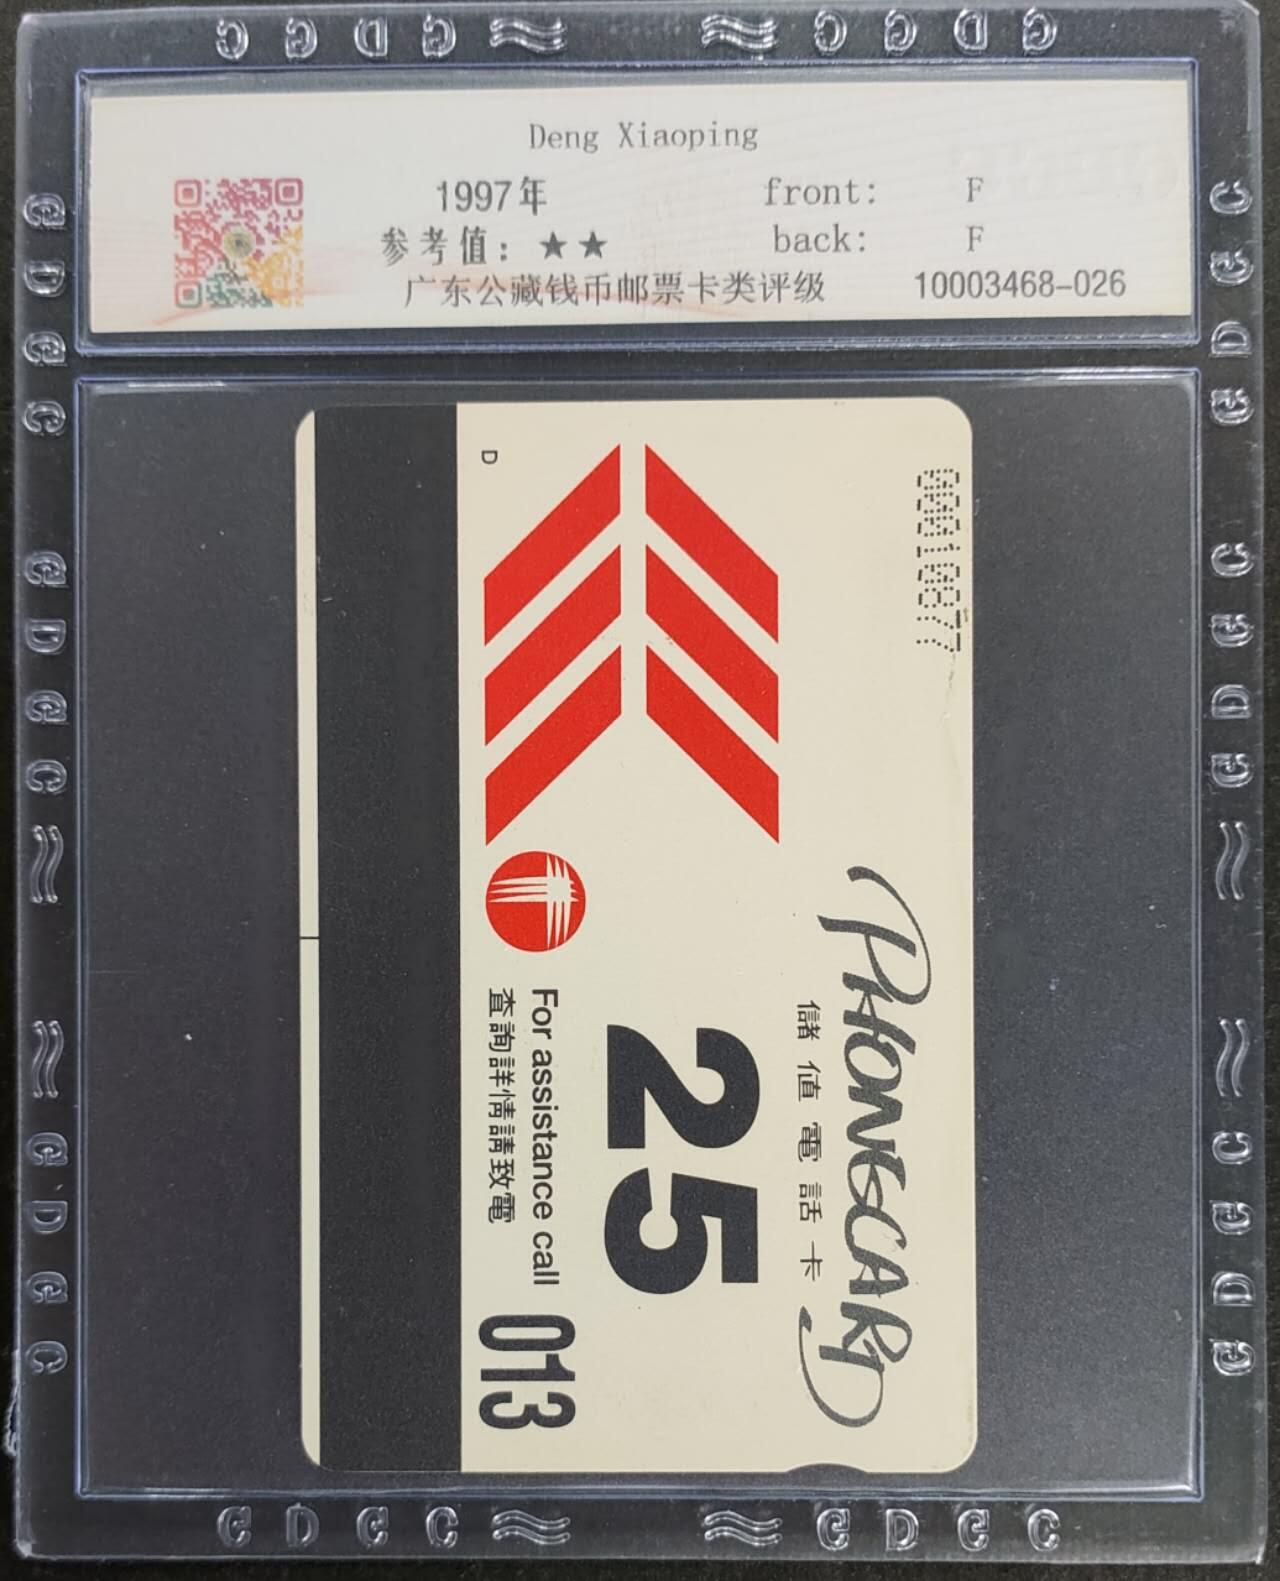 GDGC GDGC
Deng Xiaoping
1997年 front: F
参考值：★★ back: F
广东公藏钱币邮票卡类评级 10003468-026
D
PHONECARD
儲值電話卡
25
For assistance call
查詢詳情請致電
013